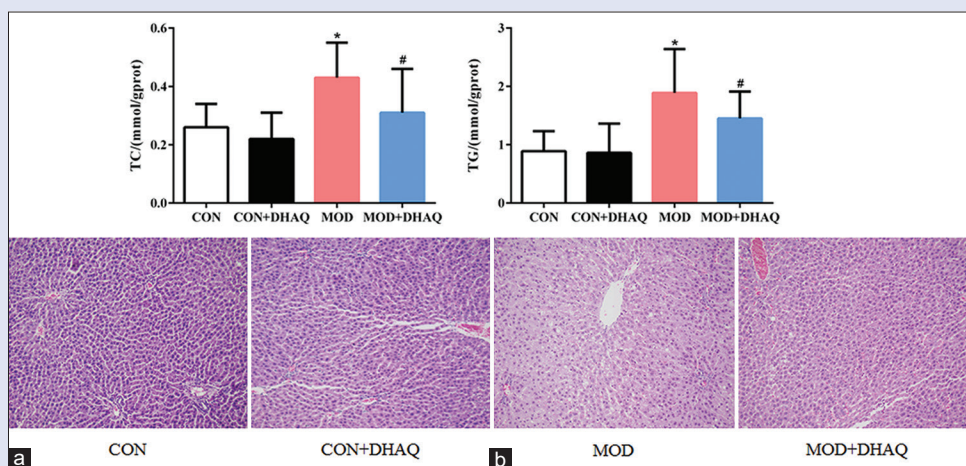 TC/(mmol/gprot)
0.6
0.4
0.2
0.0
*
#
CON CON+DHAQ MOD MOD+DHAQ
TG/(mmol/gprot)
3
2
1
0
*
#
CON CON+DHAQ MOD MOD+DHAQ
a CON CON+DHAQ b MOD MOD+DHAQ